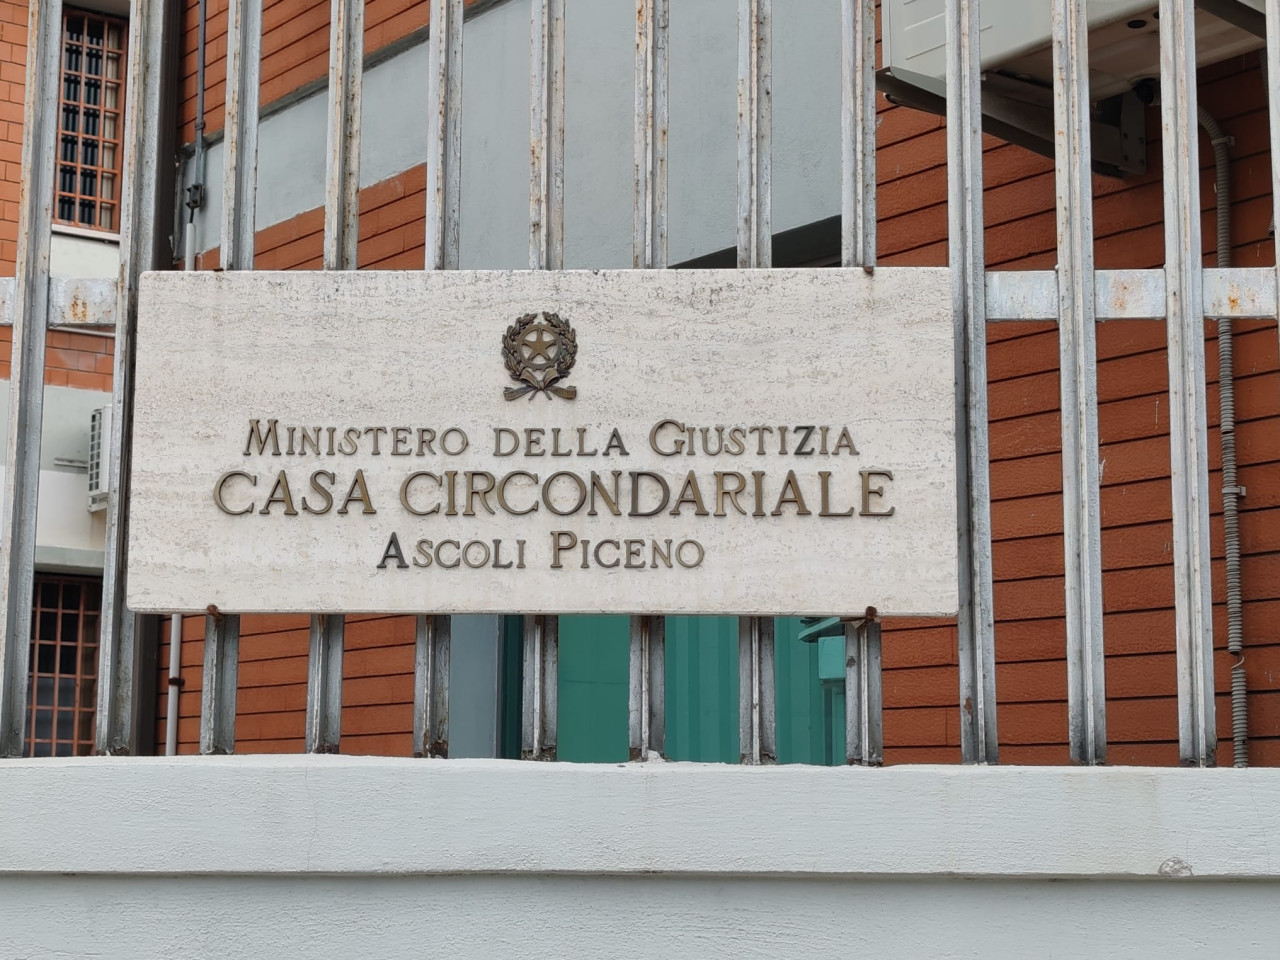 Ministero della Giustizia
CASA CIRCONDARIALE
Ascoli Piceno